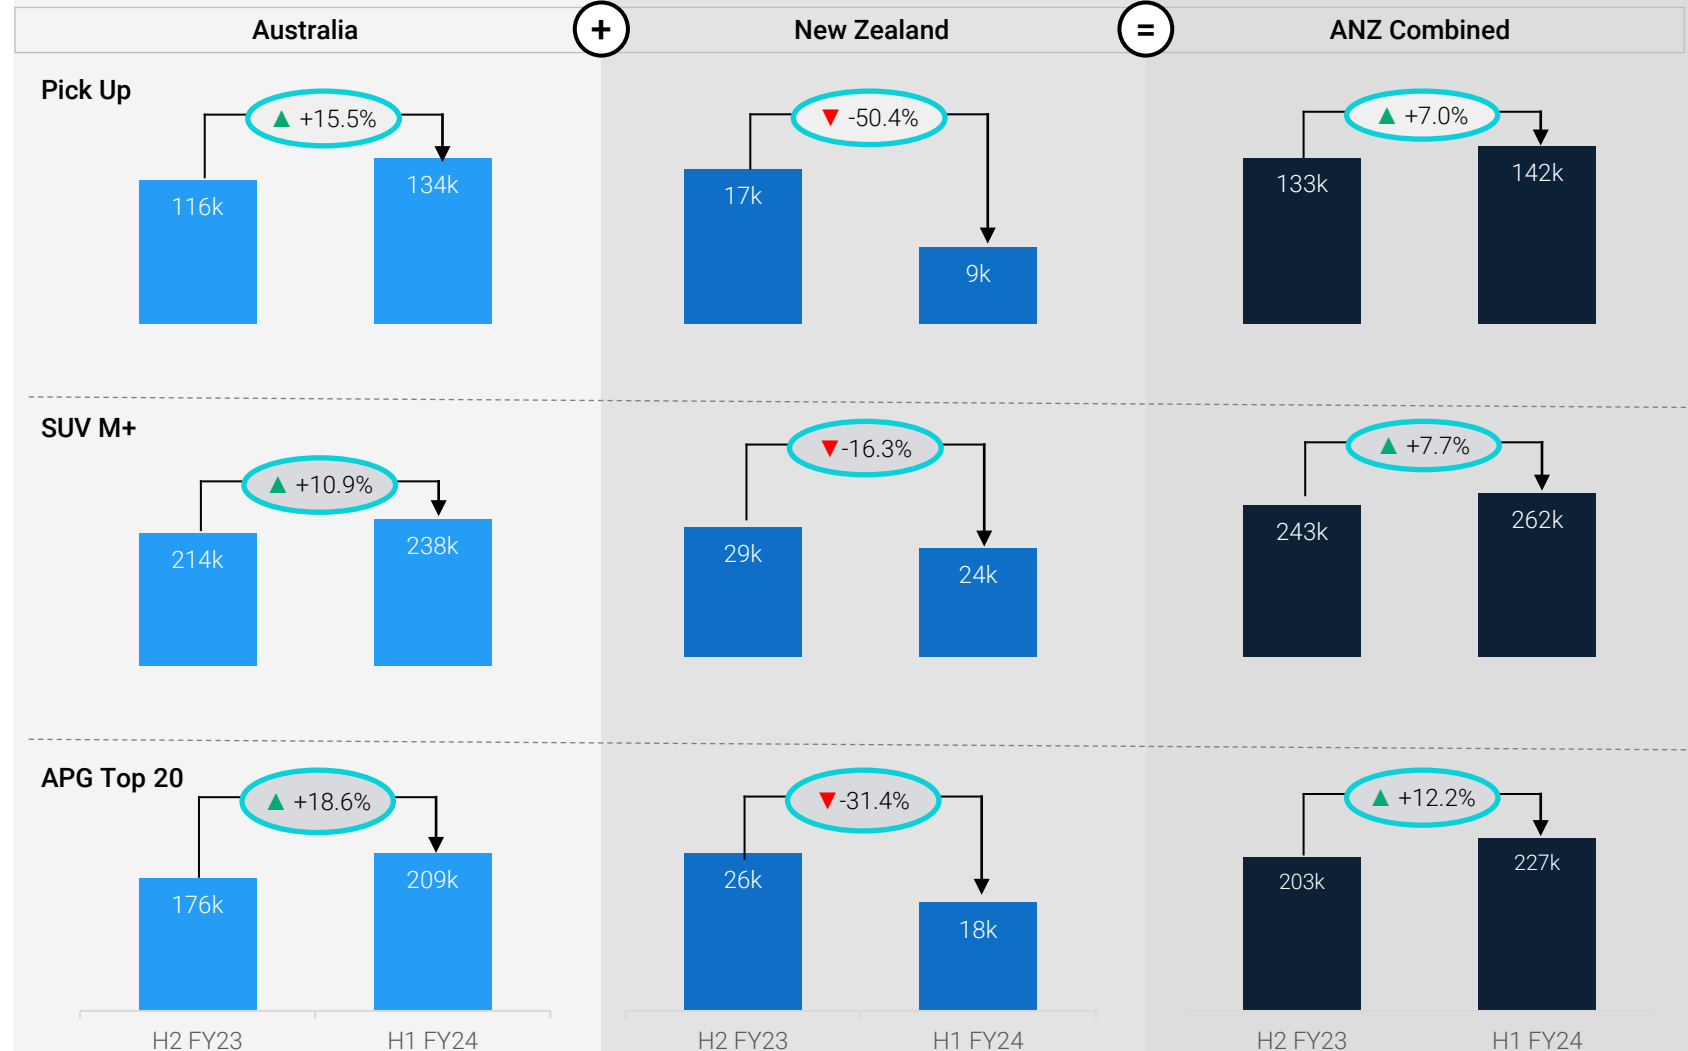 Australia + New Zealand = ANZ Combined
Pick Up
▲ +15.5% ▼ -50.4% ▲ +7.0%
116k 134k 17k 9k 133k 142k
SUV M+
▲ +10.9% ▼ -16.3% ▲ +7.7%
214k 238k 29k 24k 243k 262k
APG Top 20
▲ +18.6% ▼ -31.4% ▲ +12.2%
176k 209k 26k 18k 203k 227k
H2 FY23 H1 FY24 H2 FY23 H1 FY24 H2 FY23 H1 FY24